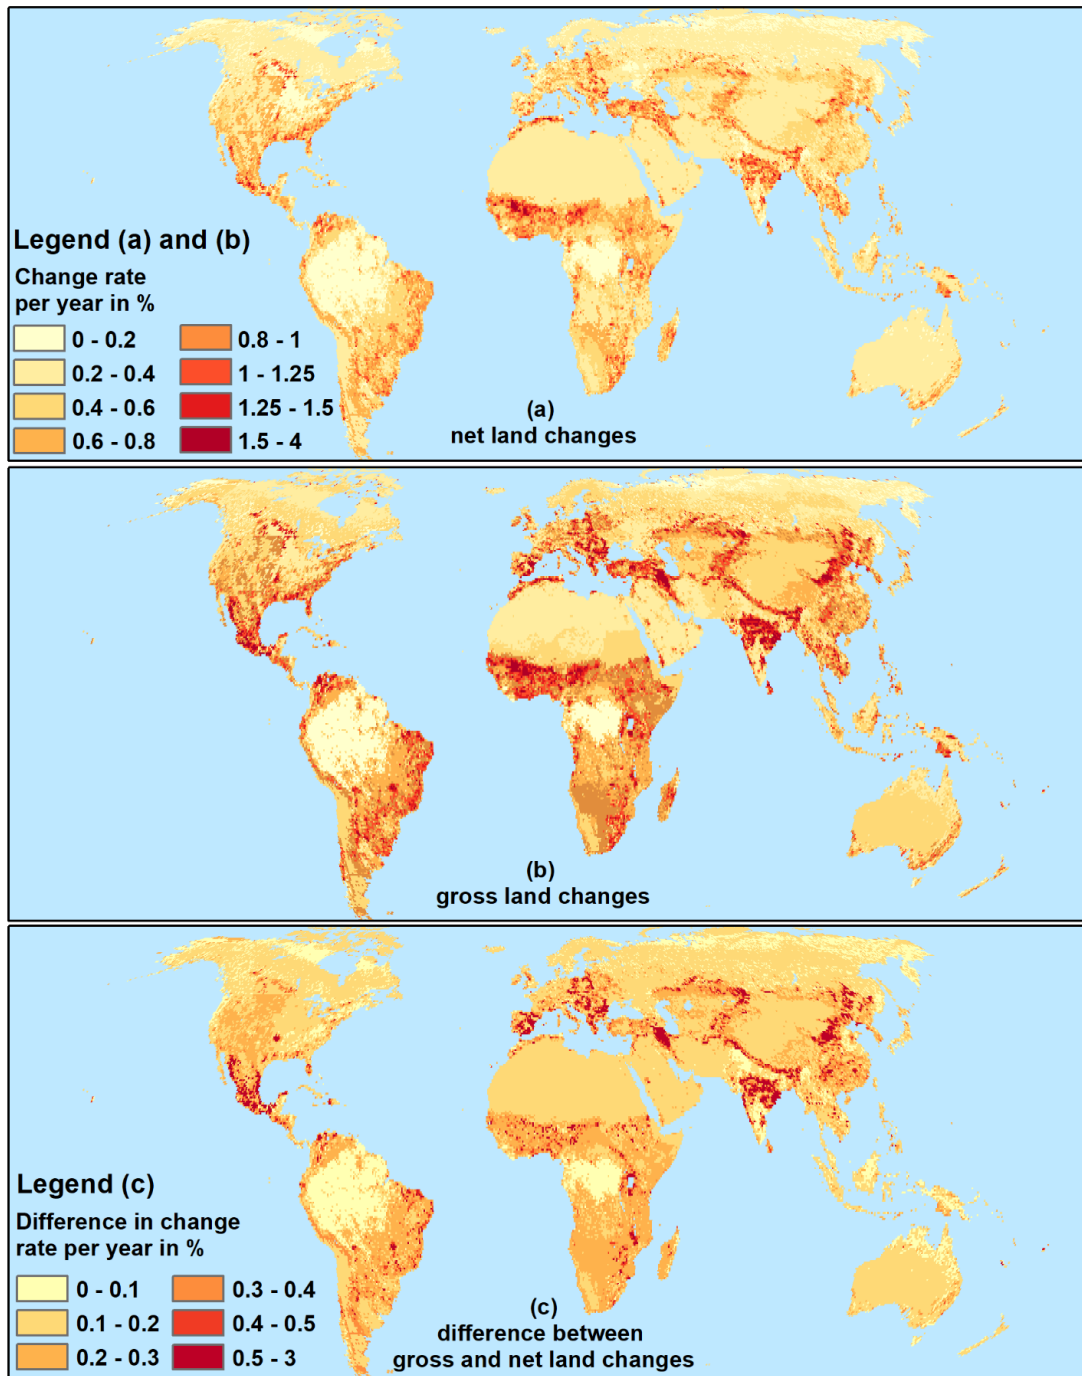 Legend (a) and (b)
Change rate
per year in %
0 - 0.2
0.2 - 0.4
0.4 - 0.6
0.6 - 0.8
0.8 - 1
1 - 1.25
1.25 - 1.5
1.5 - 4
(a)
net land changes
(b)
gross land changes
Legend (c)
Difference in change
rate per year in %
0 - 0.1
0.1 - 0.2
0.2 - 0.3
0.3 - 0.4
0.4 - 0.5
0.5 - 3
(c)
difference between
gross and net land changes